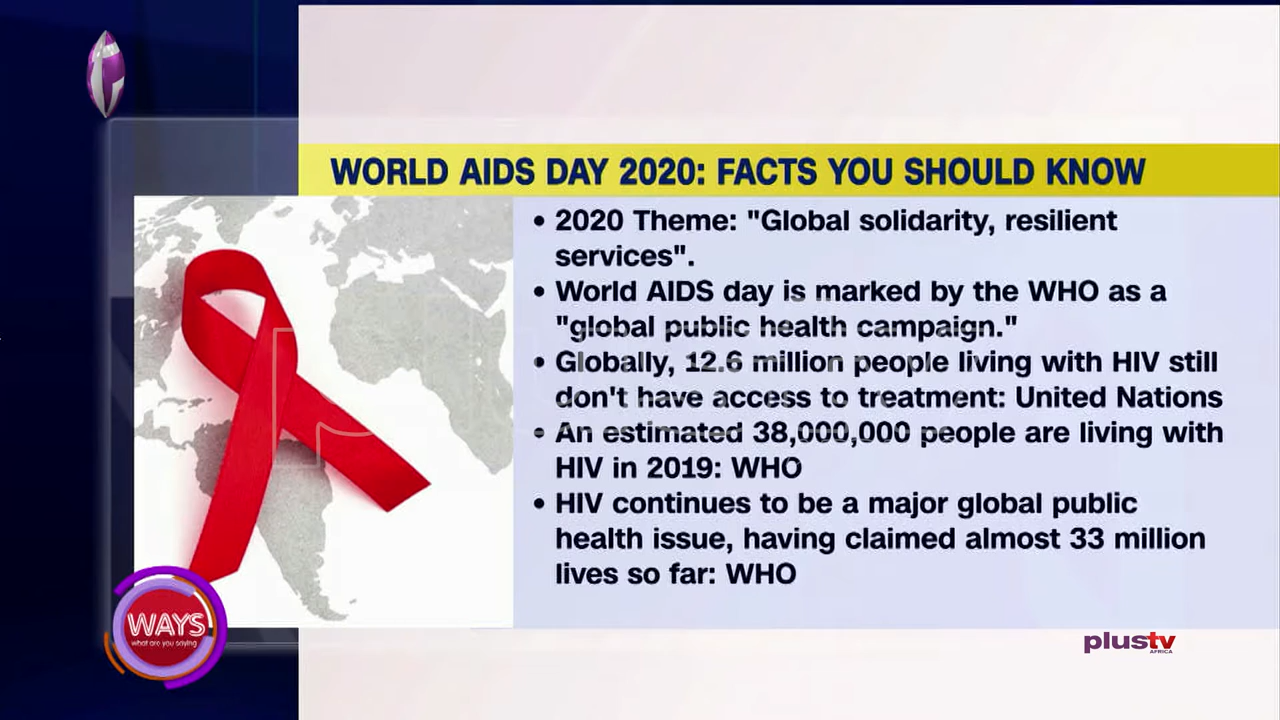 WORLD AIDS DAY 2020: FACTS YOU SHOULD KNOW
• 2020 Theme: "Global solidarity, resilient
services".
• World AIDS day is marked by the WHO as a
"global public health campaign."
• Globally, 12.6 million people living with HIV still
don't have access to treatment: United Nations
• An estimated 38,000,000 people are living with
HIV in 2019: WHO
• HIV continues to be a major global public
health issue, having claimed almost 33 million
lives so far: WHO
WAYS
what are you saying
plustv
AFRICA